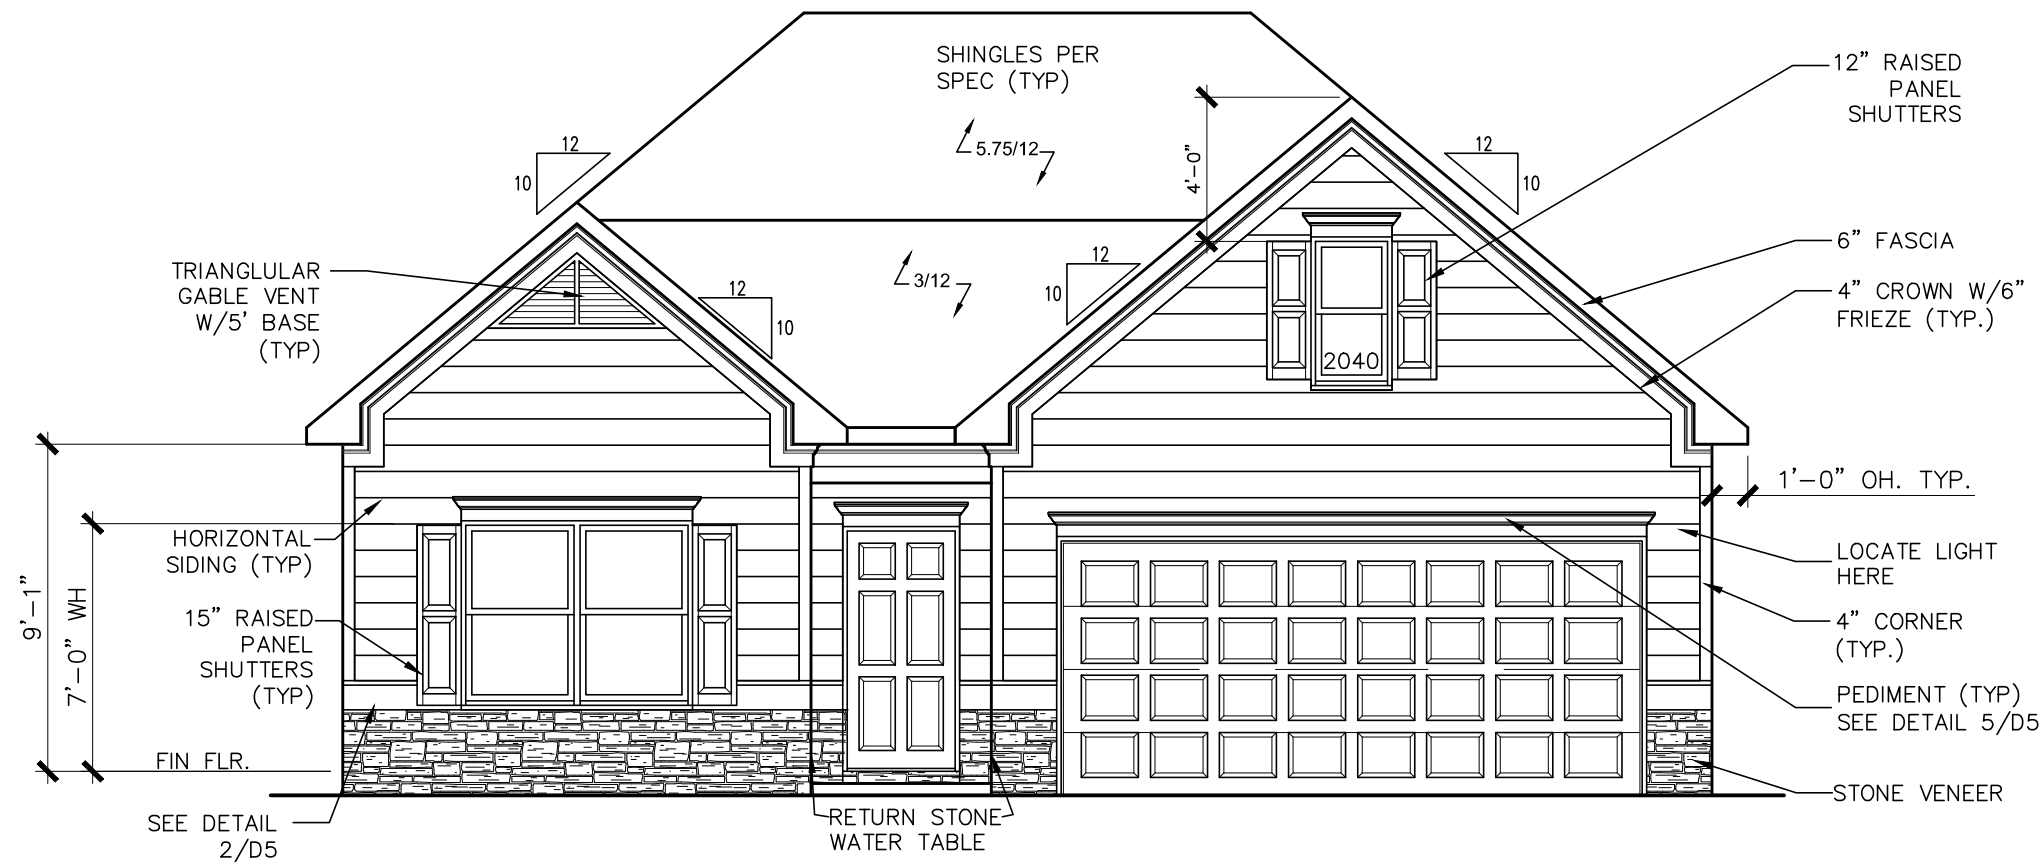 SHINGLES PER
SPEC (TYP)
12” RAISED
PANEL
SHUTTERS
12
10
5.75/12
4’-0”
12
10
6” FASCIA
TRIANGLULAR
GABLE VENT
W/5’ BASE
(TYP)
3/12
12
10
12
10
4” CROWN W/6”
FRIEZE (TYP.)
2040
1’-0” OH. TYP.
HORIZONTAL
SIDING (TYP)
LOCATE LIGHT
HERE
9’-1”
7’-0” WH
15” RAISED
PANEL
SHUTTERS
(TYP)
4” CORNER
(TYP.)
PEDIMENT (TYP)
SEE DETAIL 5/D5
FIN FLR.
STONE VENEER
SEE DETAIL
2/D5
RETURN STONE
WATER TABLE